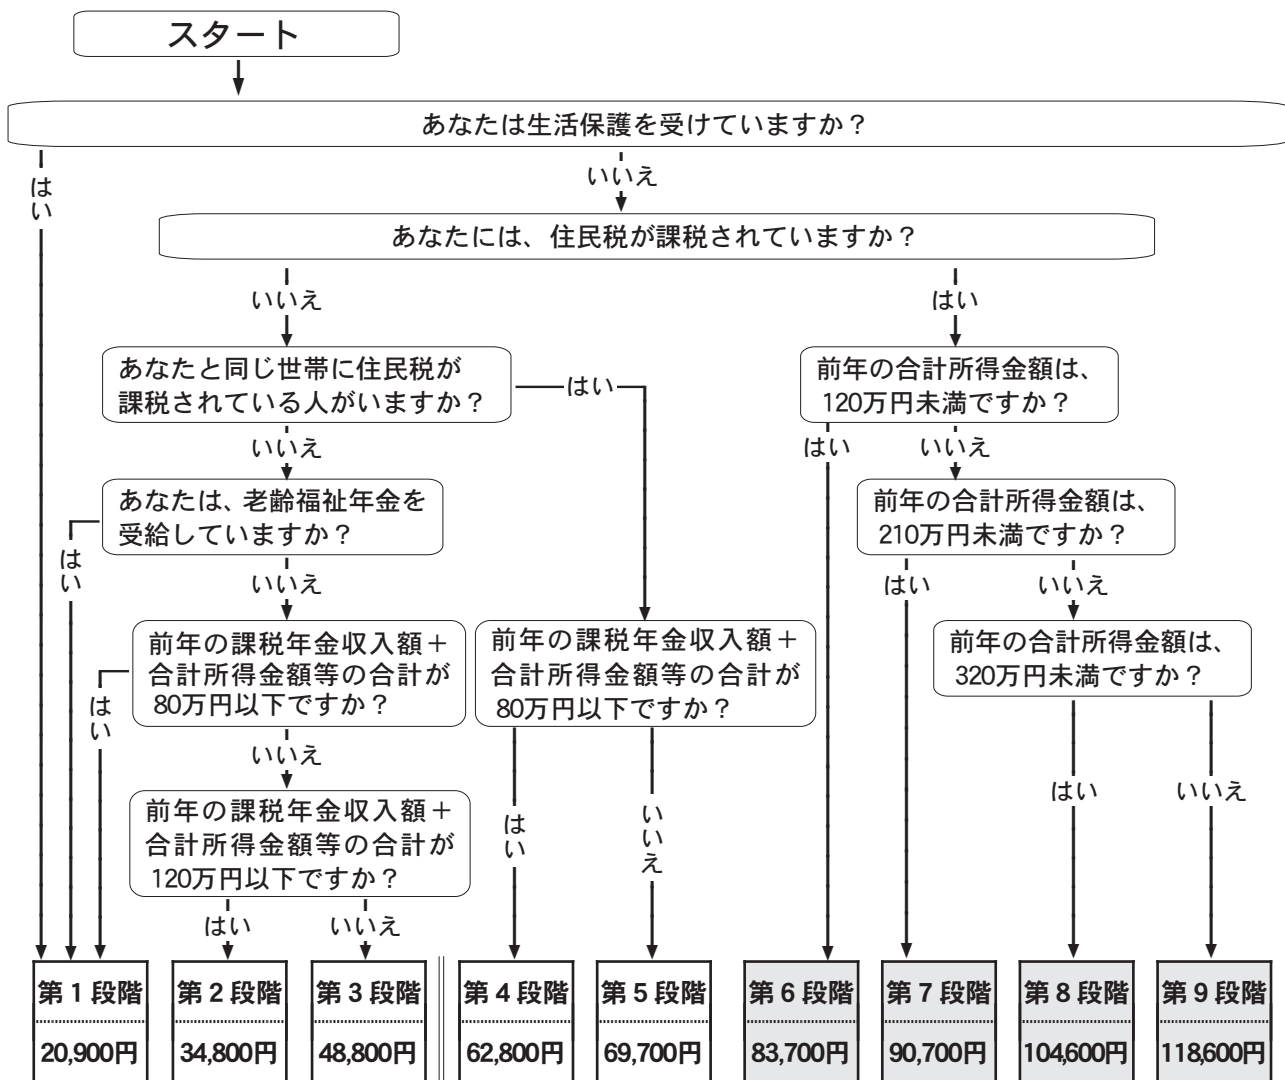 スタート
あなたは生活保護を受けていますか？
はい
いいえ
あなたには、住民税が課税されていますか？
いいえ
はい
あなたと同じ世帯に住民税が
課税されている人がいますか？
はい
前年の合計所得金額は、
120万円未満ですか？
いいえ
はい
いいえ
あなたは、老齢福祉年金を
受給していますか？
前年の合計所得金額は、
210万円未満ですか？
はい
いいえ
はい
いいえ
前年の課税年金収入額＋
合計所得金額等の合計が
80万円以下ですか？
前年の課税年金収入額＋
合計所得金額等の合計が
80万円以下ですか？
前年の合計所得金額は、
320万円未満ですか？
はい
いいえ
前年の課税年金収入額＋
合計所得金額等の合計が
120万円以下ですか？
はい
いいえ
はい
いいえ
はい
いいえ
第１段階
第２段階
第３段階
第４段階
第５段階
第６段階
第７段階
第８段階
第９段階
20,900円
34,800円
48,800円
62,800円
69,700円
83,700円
90,700円
104,600円
118,600円